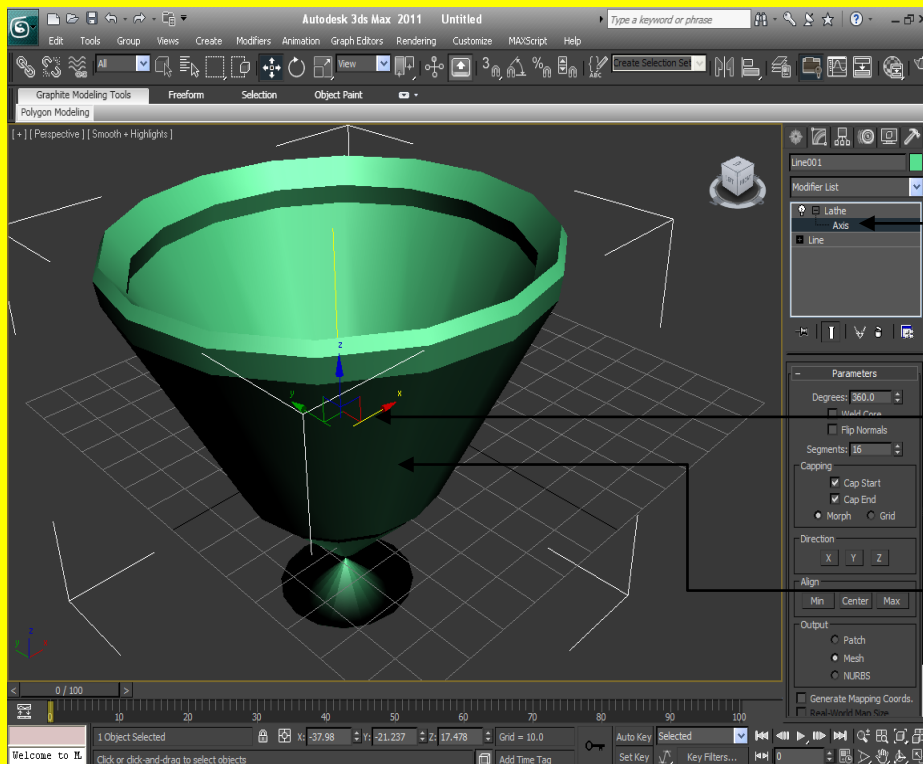 Autodesk 3ds Max 2011 Untitled
Type a keyword or phrase
Edit Tools Group Views Create Modifiers Animation Graph Editors Rendering Customize MAXScript Help
All View 3 Create Selection Set
Graphite Modeling Tools Freeform Selection Object Paint
Polygon Modeling
[ + ] [ Perspective ] [ Smooth + Highlights ]
Line001
Modifier List
Lathe
Axis
Line
Parameters
Degrees: 360.0
Weld Core
Flip Normals
Segments: 16
Capping
Cap Start
Cap End
Morph Grid
Direction
X Y Z
Align
Min Center Max
Output
Patch
Mesh
NURBS
Generate Mapping Coords.
Real-World Map Size
z
y x
z
y x
< 0 / 100 >
0 10 20 30 40 50 60 70 80 90 100
1 Object Selected X: -37.98 Y: -21.237 Z: 17.478 Grid = 10.0 Auto Key Selected
Welcome to M Click or click-and-drag to select objects Add Time Tag Set Key Key Filters... 0